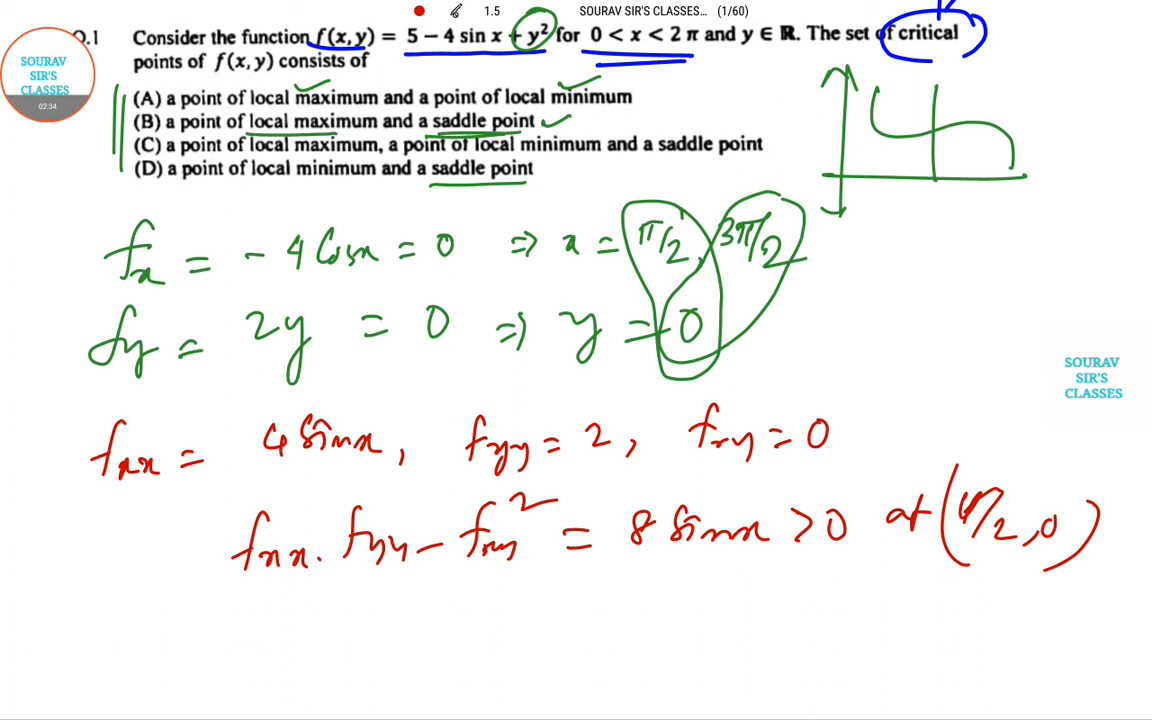 1.5 SOURAV SIR'S CLASSES... (1/60)
Q.1 Consider the function f(x, y) = 5 − 4 sin x + y² for 0 < x < 2 π and y ∈ ℝ. The set of critical
points of f(x, y) consists of
SOURAV
SIR'S
CLASSES
02:34
(A) a point of local maximum and a point of local minimum
(B) a point of local maximum and a saddle point
(C) a point of local maximum, a point of local minimum and a saddle point
(D) a point of local minimum and a saddle point
fx = - 4 Cosx = 0 ⇒ x = π/2, 3π/2
fy = 2y = 0 ⇒ y = 0
SOURAV
SIR'S
CLASSES
fxx = 4 Sinx, fyy = 2, fxy = 0
fxx. fyy - fxy² = 8 Sinx > 0 at (π/2, 0)